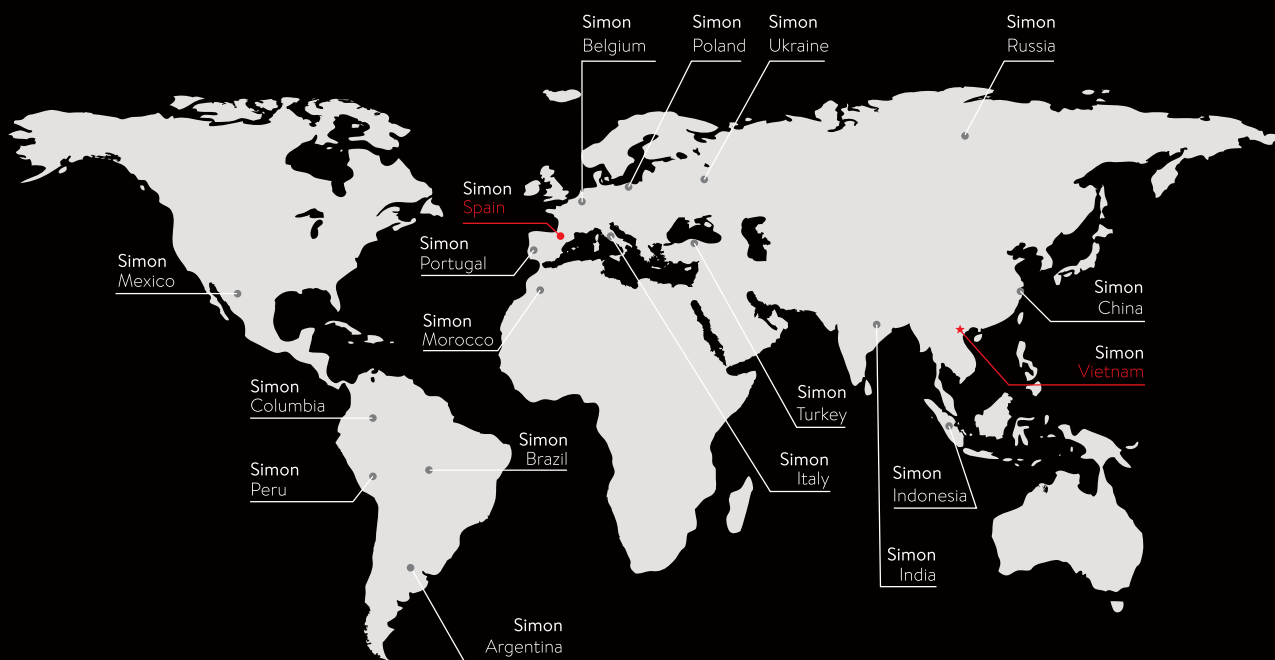 Simon
Belgium
Simon
Poland
Simon
Ukraine
Simon
Russia
Simon
Spain
Simon
Portugal
Simon
Mexico
Simon
China
Simon
Morocco
Simon
Vietnam
Simon
Columbia
Simon
Turkey
Simon
Brazil
Simon
Italy
Simon
Peru
Simon
Indonesia
Simon
India
Simon
Argentina